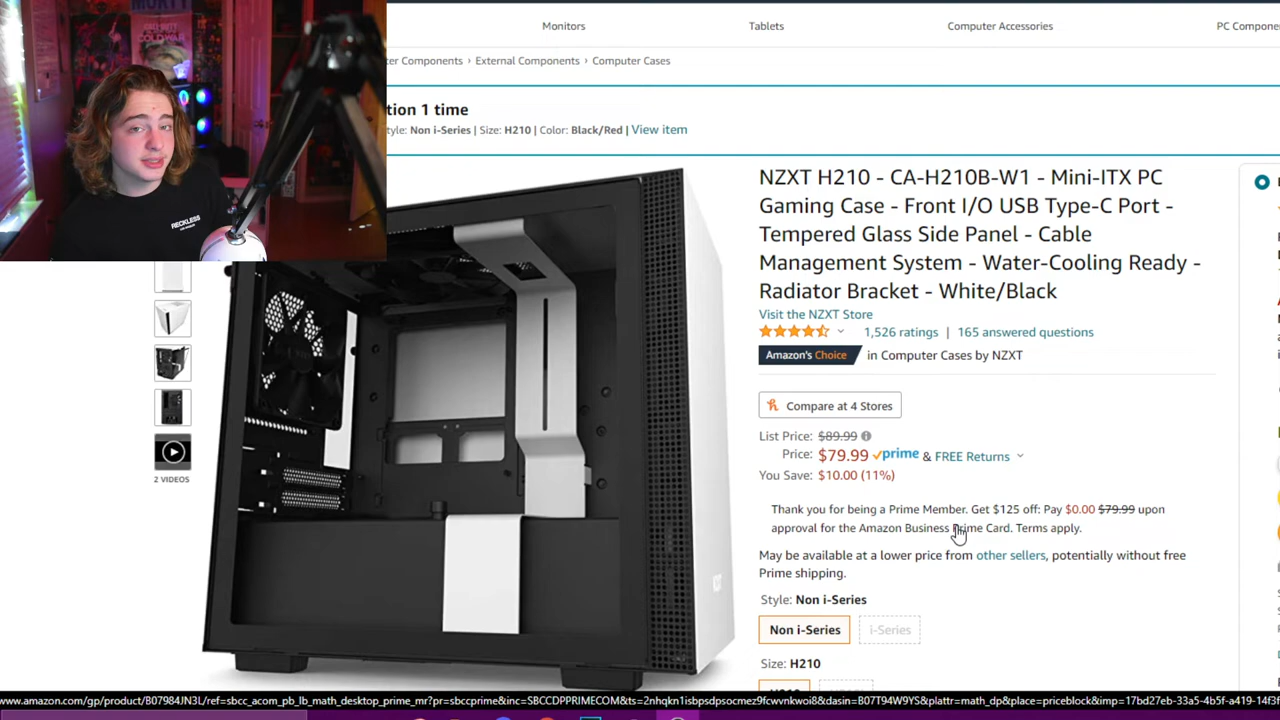 Monitors
Tablets
Computer Accessories
PC Compone
er Components › External Components › Computer Cases
tion 1 time
tyle: Non i-Series | Size: H210 | Color: Black/Red | View item
COLD WAR
RECKLESS
NZXT H210 - CA-H210B-W1 - Mini-ITX PC
Gaming Case - Front I/O USB Type-C Port -
Tempered Glass Side Panel - Cable
Management System - Water-Cooling Ready -
Radiator Bracket - White/Black
Visit the NZXT Store
1,526 ratings | 165 answered questions
Amazon's Choice in Computer Cases by NZXT
Compare at 4 Stores
List Price: $89.99
Price: $79.99 prime & FREE Returns
You Save: $10.00 (11%)
Thank you for being a Prime Member. Get $125 off: Pay $0.00 $79.99 upon
approval for the Amazon Business Prime Card. Terms apply.
May be available at a lower price from other sellers, potentially without free
Prime shipping.
Style: Non i-Series
Non i-Series
i-Series
Size: H210
2 VIDEOS